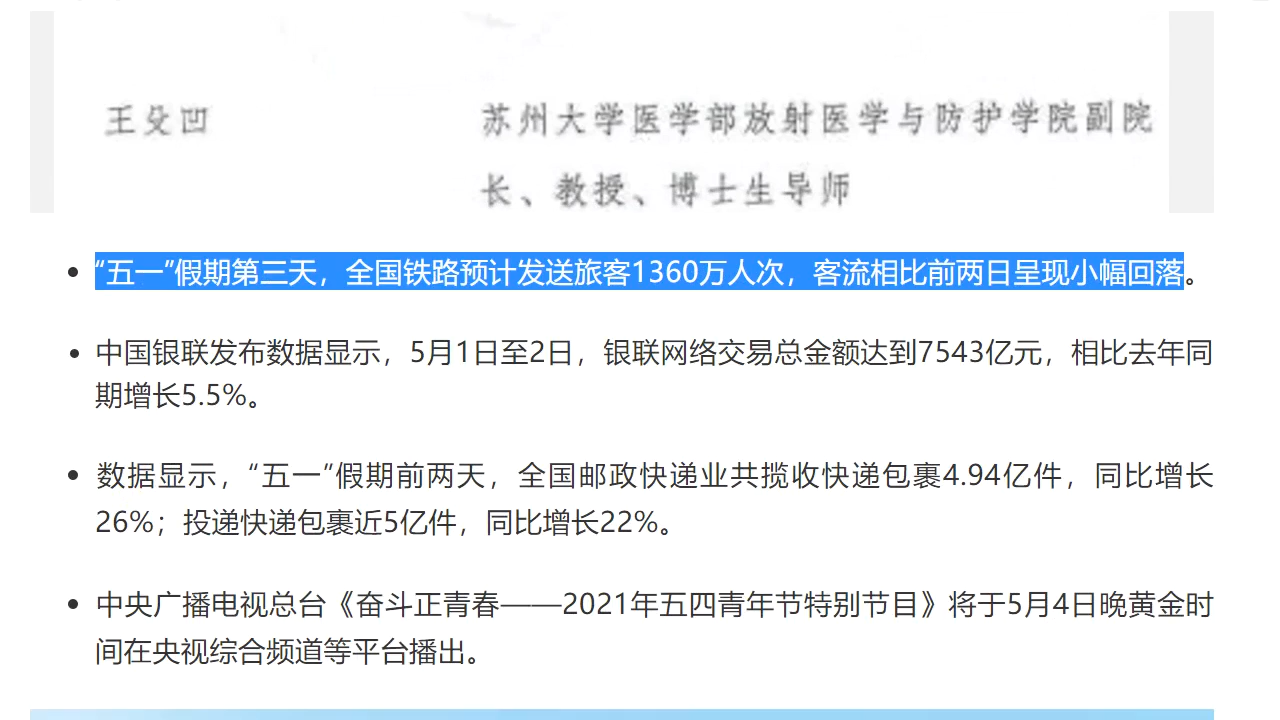 王殳凹 苏州大学医学部放射医学与防护学院副院
长、教授、博士生导师
“五一”假期第三天，全国铁路预计发送旅客1360万人次，客流相比前两日呈现小幅回落。
中国银联发布数据显示，5月1日至2日，银联网络交易总金额达到7543亿元，相比去年同
期增长5.5%。
数据显示，“五一”假期前两天，全国邮政快递业共揽收快递包裹4.94亿件，同比增长
26%；投递快递包裹近5亿件，同比增长22%。
中央广播电视总台《奋斗正青春——2021年五四青年节特别节目》将于5月4日晚黄金时
间在央视综合频道等平台播出。